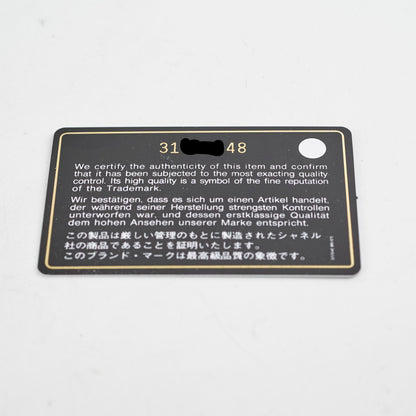 31 48
We certify the authenticity of this item and confirm
that it has been subjected to the most exacting quality
control. Its high quality is a symbol of the fine reputation
of the Trademark.
Wir bestätigen, dass es sich um einen Artikel handelt,
der während seiner Herstellung strengsten Kontrollen
unterworfen war, und dessen erstklassige Qualität
dem hohen Ansehen unserer Marke entspricht.
この製品は厳しい管理のもとに製造されたシャネル
社の商品であることを証明いたします。
このブランド・マークは最高級品質の象徴です。